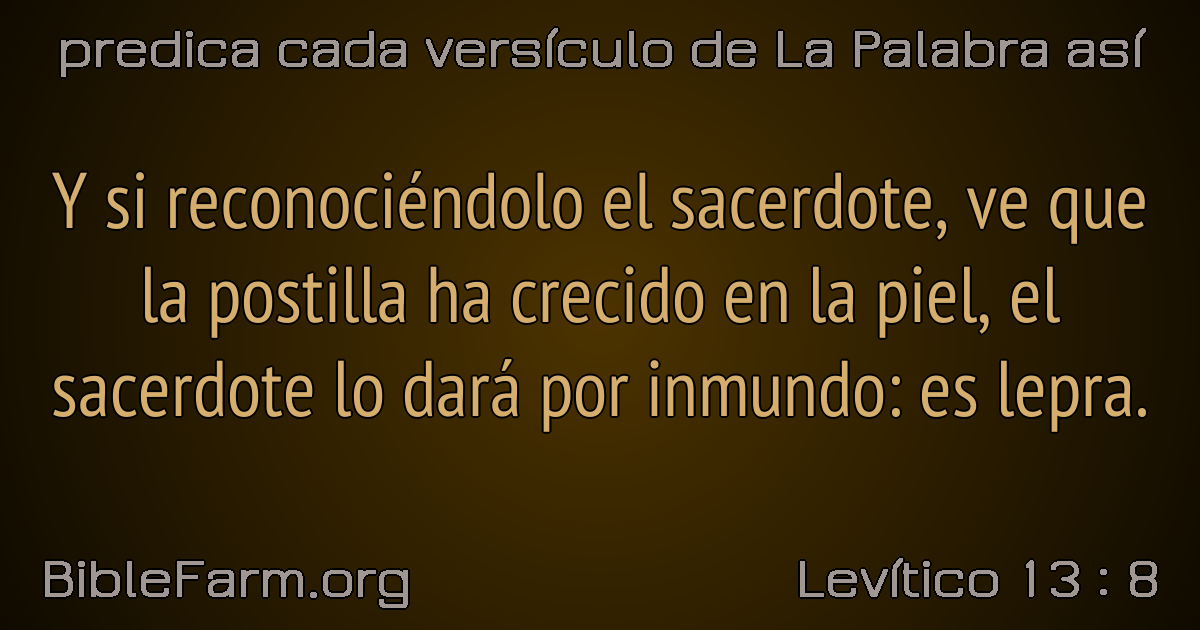 predica cada versículo de La Palabra así
Y si reconociéndolo el sacerdote, ve que
la postilla ha crecido en la piel, el
sacerdote lo dará por inmundo: es lepra.
BibleFarm.org
Levítico 13 : 8